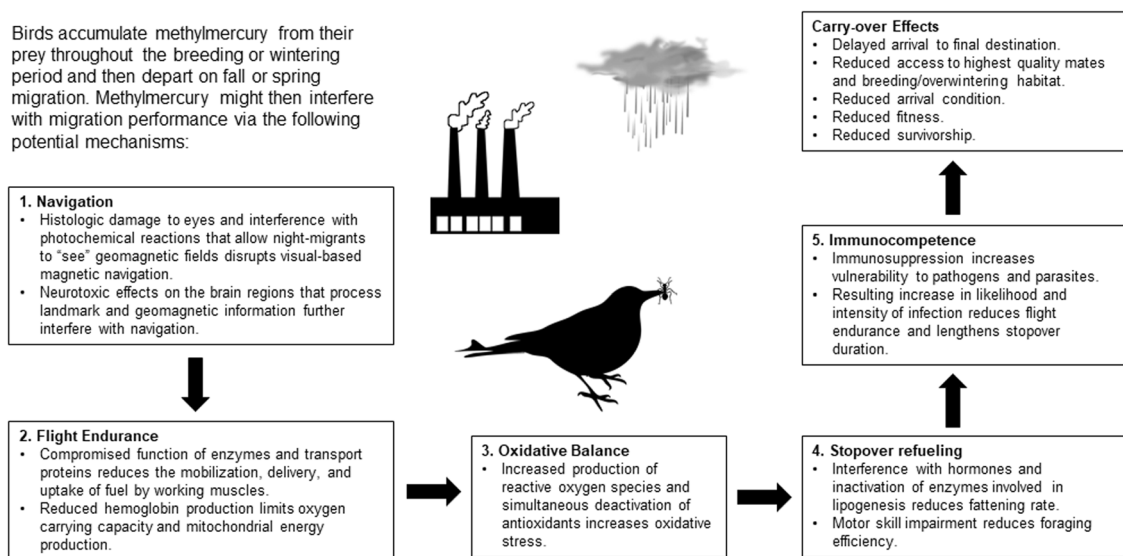 Birds accumulate methylmercury from their
prey throughout the breeding or wintering
period and then depart on fall or spring
migration. Methylmercury might then interfere
with migration performance via the following
potential mechanisms:
1. Navigation
• Histologic damage to eyes and interference with
photochemical reactions that allow night-migrants
to “see” geomagnetic fields disrupts visual-based
magnetic navigation.
• Neurotoxic effects on the brain regions that process
landmark and geomagnetic information further
interfere with navigation.
2. Flight Endurance
• Compromised function of enzymes and transport
proteins reduces the mobilization, delivery, and
uptake of fuel by working muscles.
• Reduced hemoglobin production limits oxygen
carrying capacity and mitochondrial energy
production.
3. Oxidative Balance
• Increased production of
reactive oxygen species and
simultaneous deactivation of
antioxidants increases oxidative
stress.
4. Stopover refueling
• Interference with hormones and
inactivation of enzymes involved in
lipogenesis reduces fattening rate.
• Motor skill impairment reduces foraging
efficiency.
5. Immunocompetence
• Immunosuppression increases
vulnerability to pathogens and parasites.
• Resulting increase in likelihood and
intensity of infection reduces flight
endurance and lengthens stopover
duration.
Carry-over Effects
• Delayed arrival to final destination.
• Reduced access to highest quality mates
and breeding/overwintering habitat.
• Reduced arrival condition.
• Reduced fitness.
• Reduced survivorship.